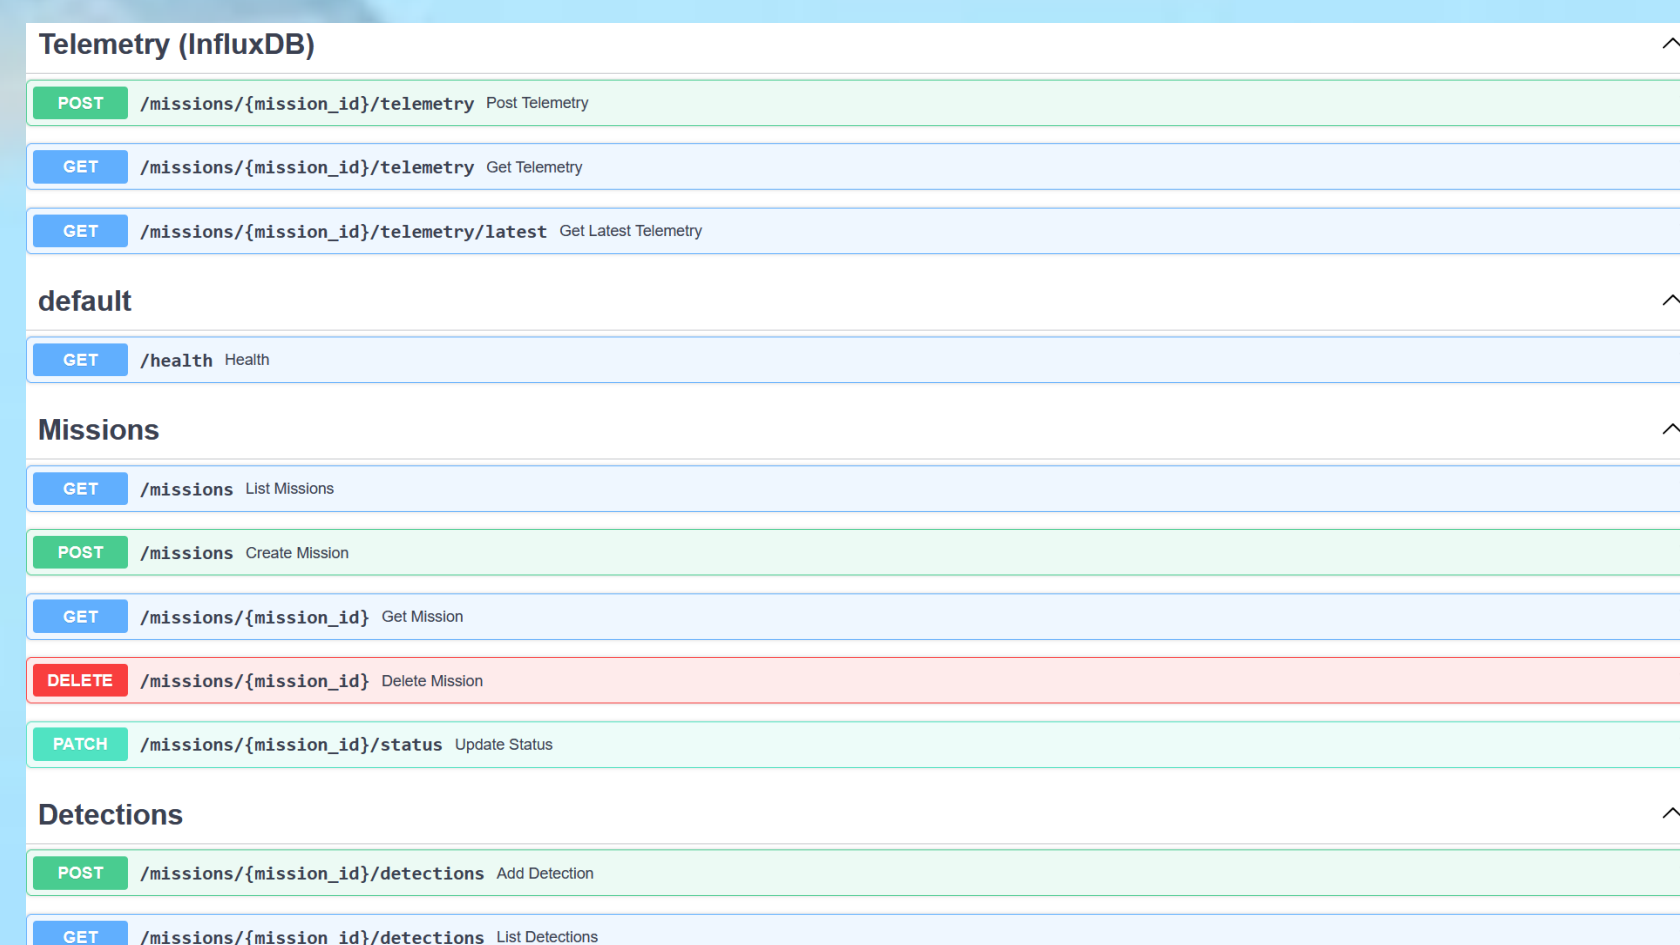 Telemetry (InfluxDB)
POST /missions/{mission_id}/telemetry Post Telemetry
GET /missions/{mission_id}/telemetry Get Telemetry
GET /missions/{mission_id}/telemetry/latest Get Latest Telemetry
default
GET /health Health
Missions
GET /missions List Missions
POST /missions Create Mission
GET /missions/{mission_id} Get Mission
DELETE /missions/{mission_id} Delete Mission
PATCH /missions/{mission_id}/status Update Status
Detections
POST /missions/{mission_id}/detections Add Detection
GET /missions/{mission_id}/detections List Detections